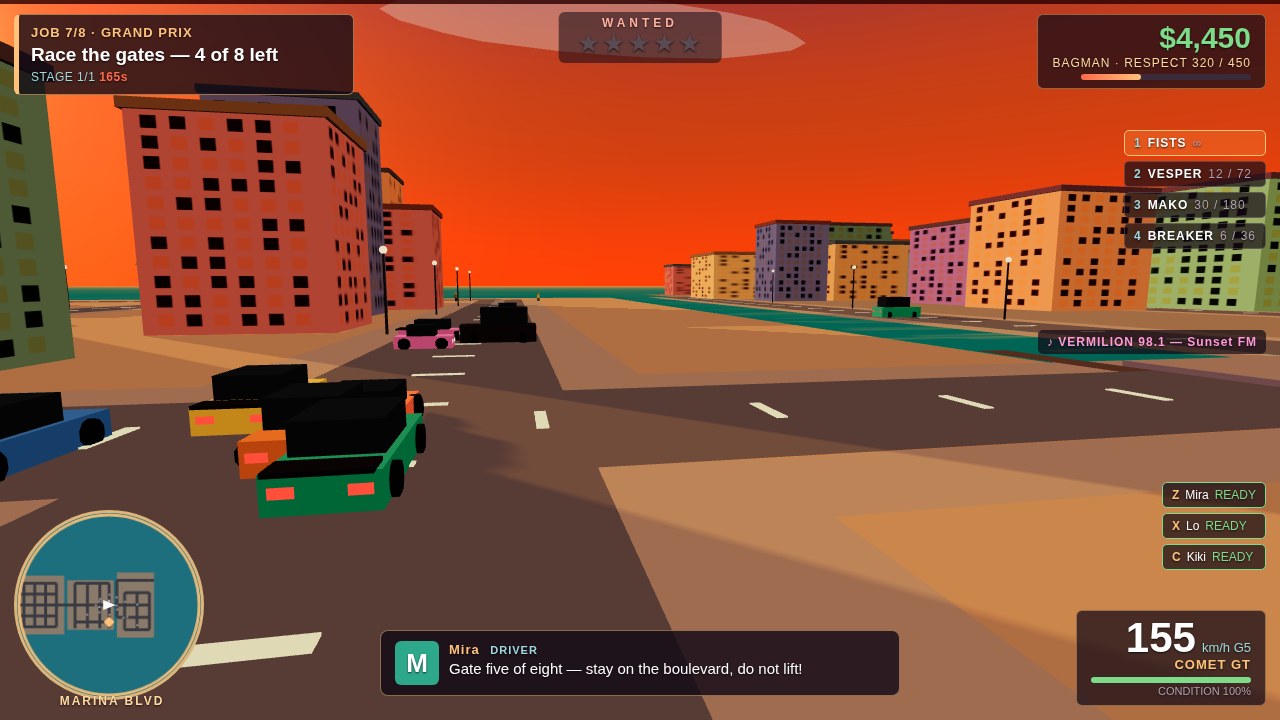 JOB 7/8 · GRAND PRIX
Race the gates — 4 of 8 left
STAGE 1/1 165s
WANTED
$4,450
BAGMAN · RESPECT 320 / 450
1 FISTS ∞
2 VESPER 12 / 72
3 MAKO 30 / 180
4 BREAKER 6 / 36
♪ VERMILION 98.1 — Sunset FM
Z Mira READY
X Lo READY
C Kiki READY
MARINA BLVD
M
Mira DRIVER
Gate five of eight — stay on the boulevard, do not lift!
155 km/h G5
COMET GT
CONDITION 100%